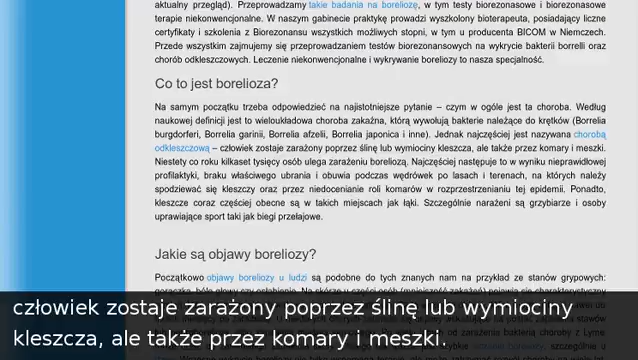 aktualny przegląd). Przeprowadzamy takie badania na boreliozę, w tym testy biorezonansowe i biorezonasowe
terapie niekonwencjonalne. W naszym gabinecie praktykę prowadzi wyszkolony bioterapeuta, posiadający liczne
certyfikaty i szkolenia z Biorezonansu wszystkich możliwych stopni, w tym u producenta BICOM w Niemczech.
Przede wszystkim zajmujemy się przeprowadzaniem testów biorezonansowych na wykrycie bakterii borrelii oraz
chorób odkleszczowych. Leczenie niekonwencjonalne i wykrywanie boreliozy to nasza specjalność.
Co to jest borelioza?
Na samym początku trzeba odpowiedzieć na najistotniejsze pytanie – czym w ogóle jest ta choroba. Według
naukowej definicji jest to wieloukładowa choroba zakaźna, którą wywołują bakterie należące do krętków (Borrelia
burgdorferi, Borrelia garinii, Borrelia afzelii, Borrelia japonica i inne). Jednak najczęściej jest nazywana chorobą
odkleszczową – człowiek zostaje zarażony poprzez ślinę lub wymiociny kleszcza, ale także przez komary i meszki.
Niestety co roku kilkaset tysięcy osób ulega zarażeniu boreliozą. Najczęściej następuje to w wyniku nieprawidłowej
profilaktyki, braku właściwego ubrania i obuwia podczas wędrówek po lasach i terenach, na których należy
spodziewać się kleszczy oraz przez niedocenianie roli komarów w rozprzestrzenianiu tej epidemii. Ponadto,
kleszcze coraz częściej obecne są w takich miejscach jak łąki. Szczególnie narażeni są grzybiarze i osoby
uprawiające sport taki jak biegi przełajowe.
Jakie są objawy boreliozy?
Początkowo objawy boreliozy u ludzi są podobne do tych znanych nam na przykład ze stanów grypowych:
człowiek zostaje zarażony poprzez ślinę lub wymiociny
kleszcza, ale także przez komary i meszki.